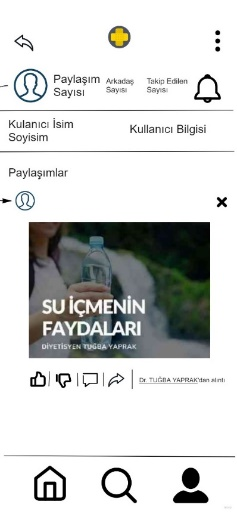 Paylaşım Sayısı
Arkadaş Sayısı
Takip Edilen Sayısı
Kulanıcı İsim Soyisim
Kullanıcı Bilgisi
Paylaşımlar
SU İÇMENİN
FAYDALARI
DİYETİSYEN TUĞBA YAPRAK
Dr. TUĞBA YAPRAK'dan alıntı